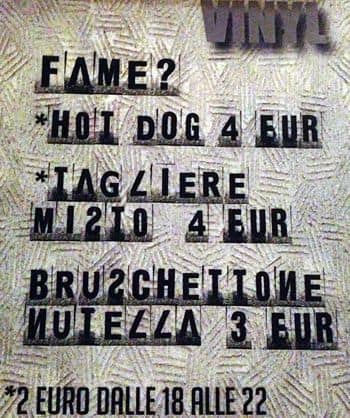 VINYL
FAME?
*HOT DOG 4 EUR
*TAGLIERE
MISTO 4 EUR
BRUSCHETTONE
NUTELLA 3 EUR
*2 EURO DALLE 18 ALLE 22